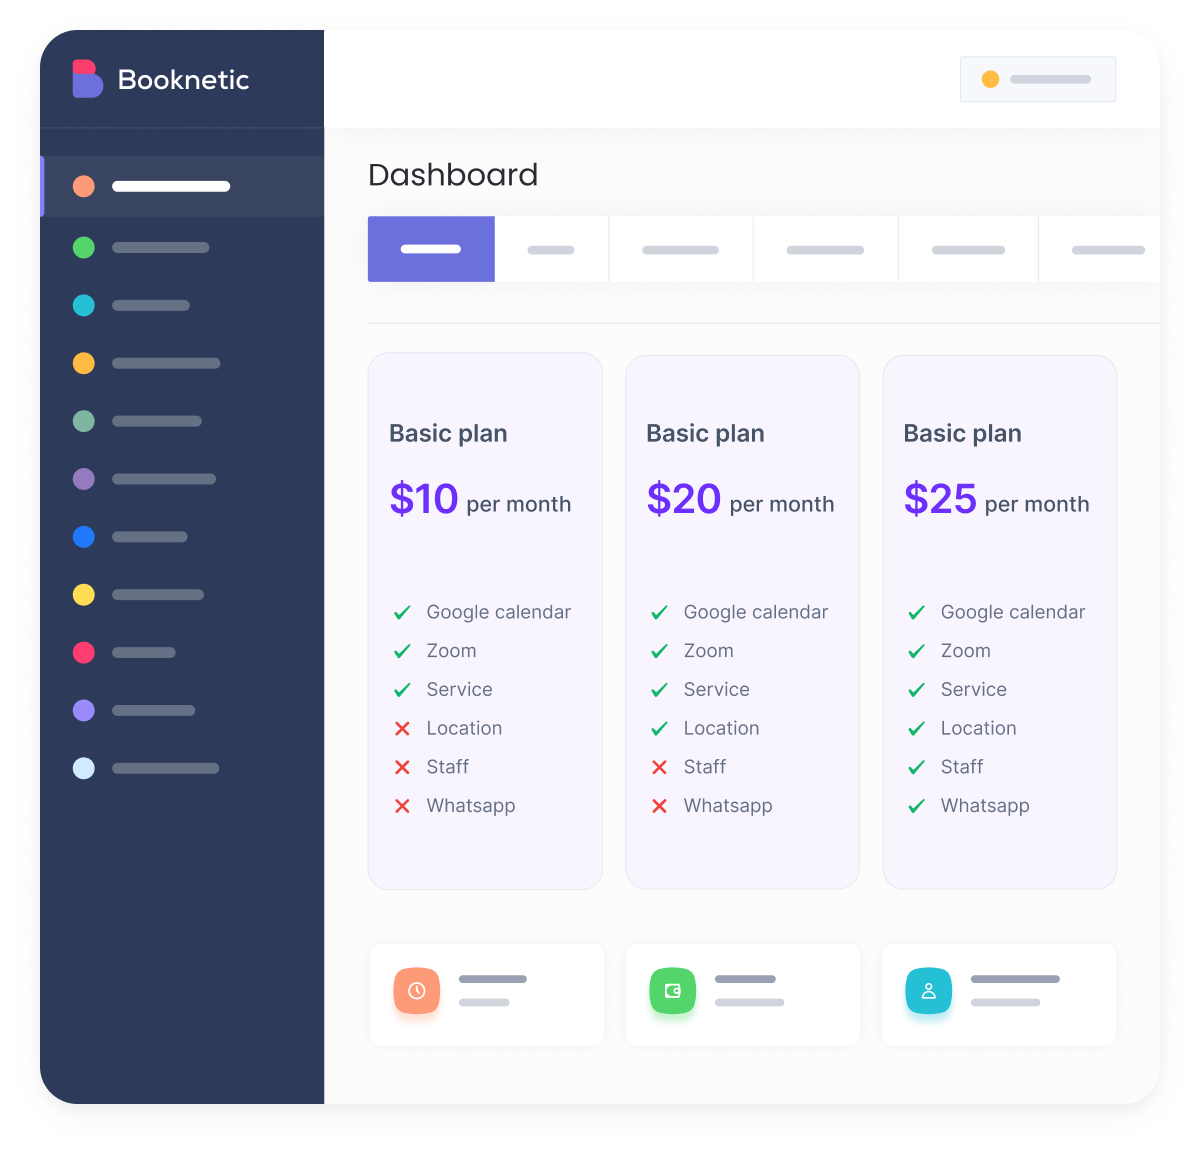 Booknetic
Dashboard
Basic plan
$10 per month
Google calendar
Zoom
Service
Location
Staff
Whatsapp
Basic plan
$20 per month
Google calendar
Zoom
Service
Location
Staff
Whatsapp
Basic plan
$25 per month
Google calendar
Zoom
Service
Location
Staff
Whatsapp